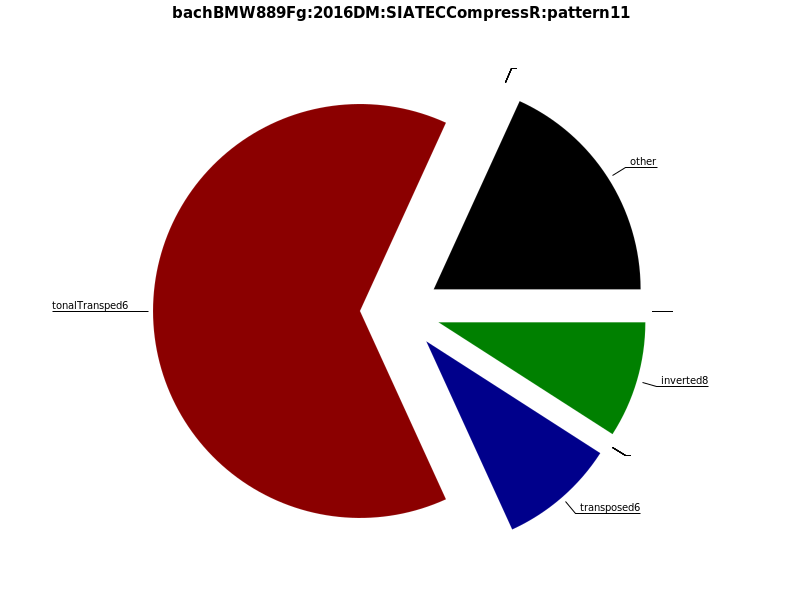 bachBMW889Fg:2016DM:SIATECCompressR:pattern11
other
tonalTransped6
inverted8
transposed6